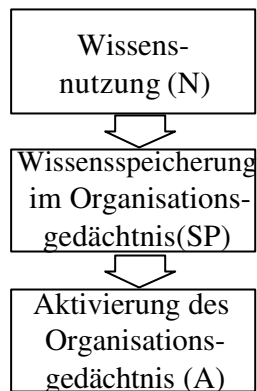 Wissens-
nutzung (N)
Wissensspeicherung
im Organisations-
gedächtnis(SP)
Aktivierung des
Organisations-
gedächtnis (A)